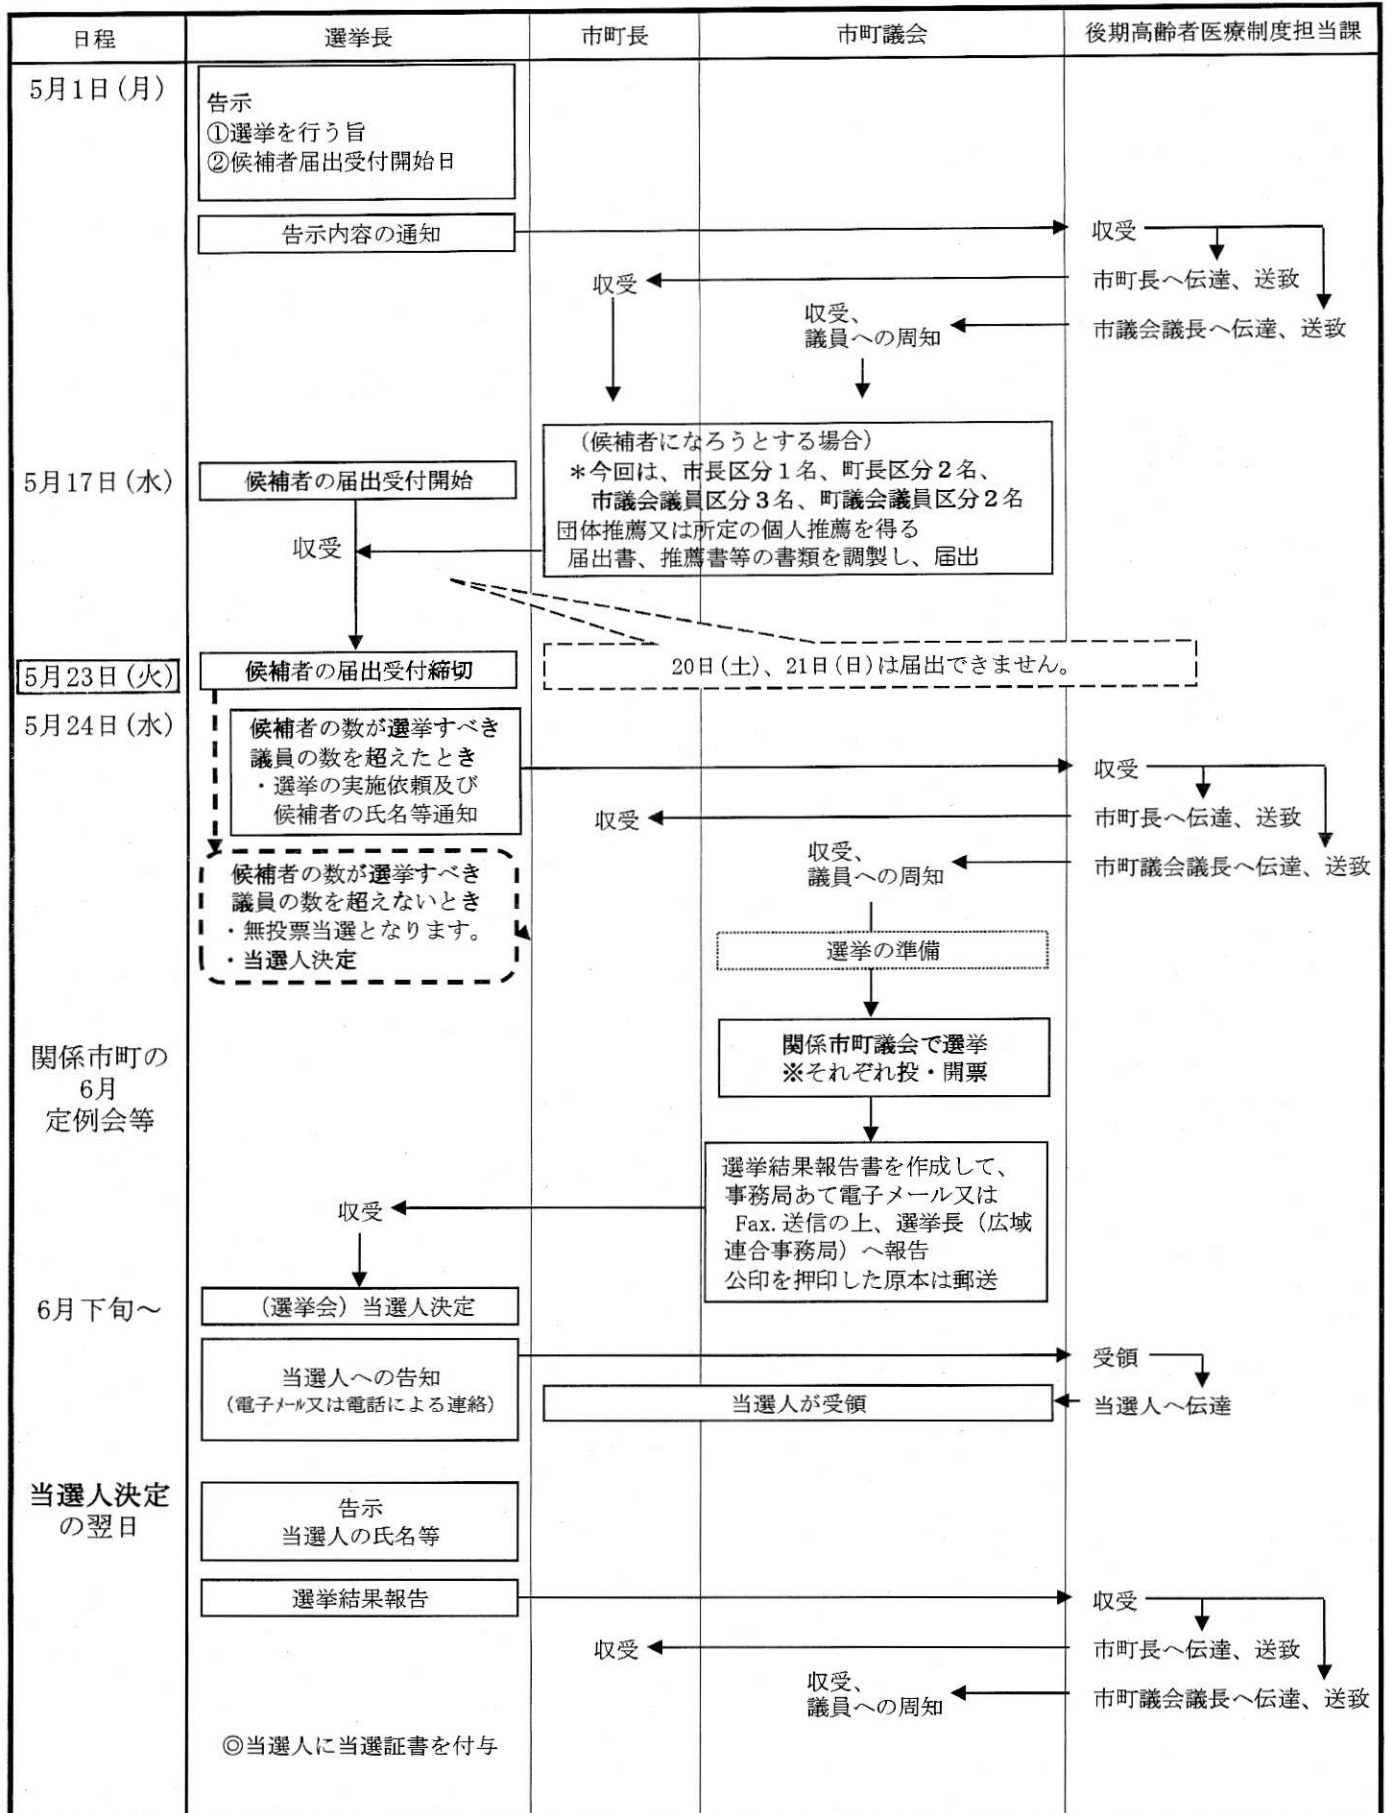 日程
選挙長
市町長
市町議会
後期高齢者医療制度担当課
5月1日(月)
告示
①選挙を行う旨
②候補者届出受付開始日
告示内容の通知
収受
市町長へ伝達、送致
収受
市議会議長へ伝達、送致
収受、
議員への周知
(候補者になろうとする場合)
*今回は、市長区分1名、町長区分2名、
市議会議員区分3名、町議会議員区分2名
団体推薦又は所定の個人推薦を得る
届出書、推薦書等の書類を調製し、届出
5月17日(水)
候補者の届出受付開始
収受
20日(土)、21日(日)は届出できません。
5月23日(火)
候補者の届出受付締切
5月24日(水)
候補者の数が選挙すべき
議員の数を超えたとき
・選挙の実施依頼及び
候補者の氏名等通知
収受
市町長へ伝達、送致
収受
市町議会議長へ伝達、送致
収受、
議員への周知
候補者の数が選挙すべき
議員の数を超えないとき
・無投票当選となります。
・当選人決定
選挙の準備
関係市町の
6月
定例会等
関係市町議会で選挙
※それぞれ投・開票
選挙結果報告書を作成して、
事務局あて電子メール又は
Fax.送信の上、選挙長(広域
連合事務局)へ報告
公印を押印した原本は郵送
収受
6月下旬~
(選挙会)当選人決定
当選人への告知
(電子メール又は電話による連絡)
受領
当選人へ伝達
当選人が受領
当選人決定
の翌日
告示
当選人の氏名等
選挙結果報告
収受
市町長へ伝達、送致
収受
市町議会議長へ伝達、送致
収受、
議員への周知
◎当選人に当選証書を付与